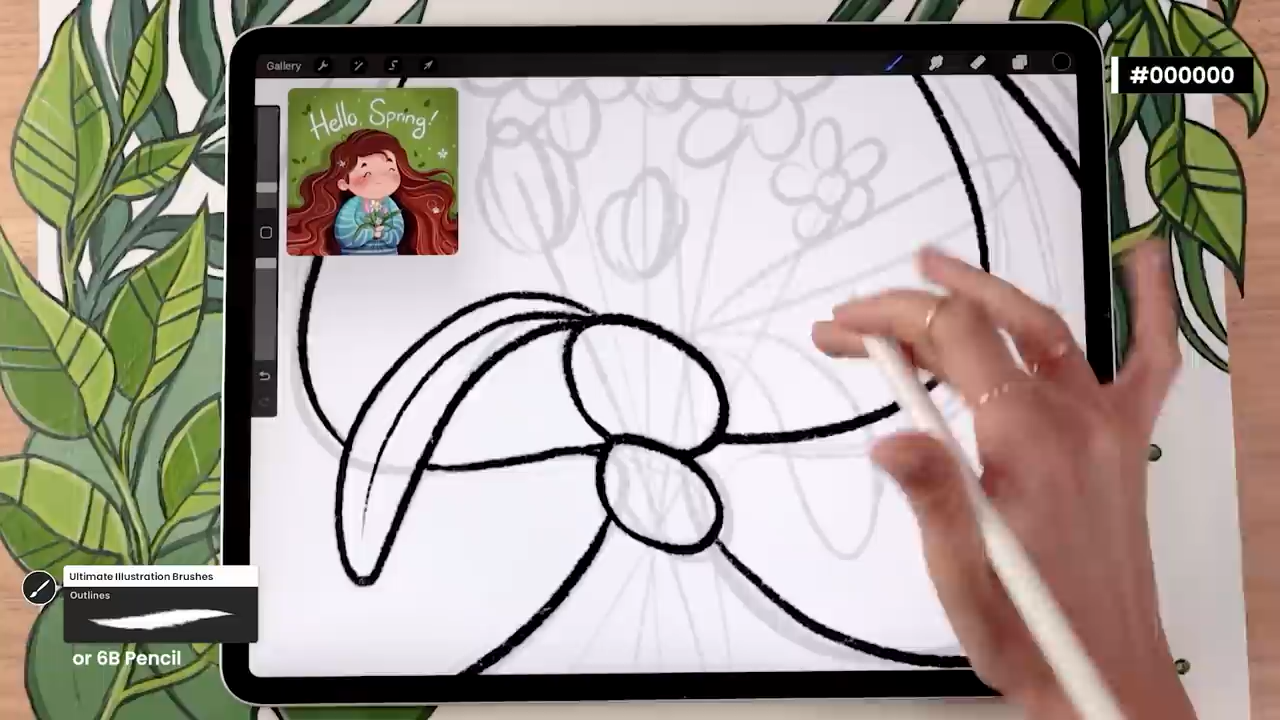 Gallery
#000000
Hello, Spring!
Ultimate Illustration Brushes
Outlines
or 6B Pencil